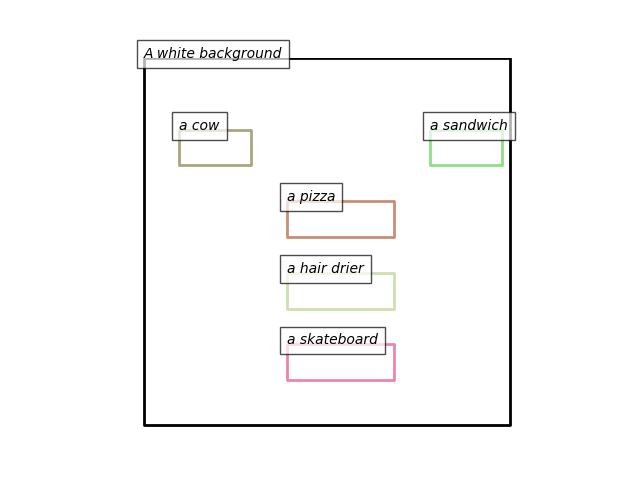 A white background
a cow
a sandwich
a pizza
a hair drier
a skateboard